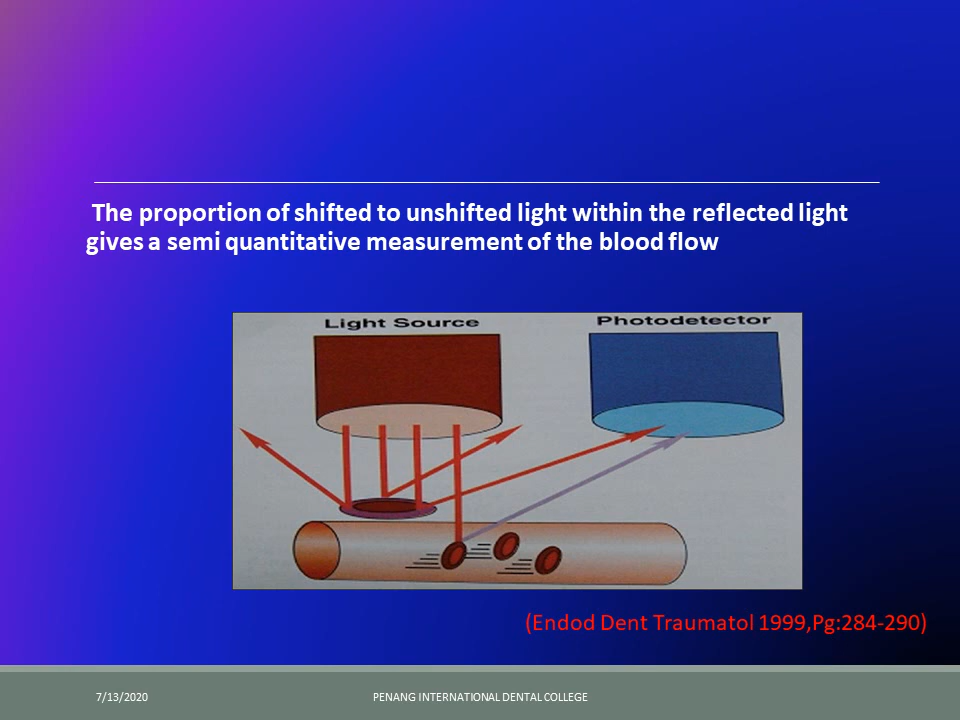 The proportion of shifted to unshifted light within the reflected light
gives a semi quantitative measurement of the blood flow
Light Source
Photodetector
(Endod Dent Traumatol 1999,Pg:284-290)
7/13/2020
PENANG INTERNATIONAL DENTAL COLLEGE